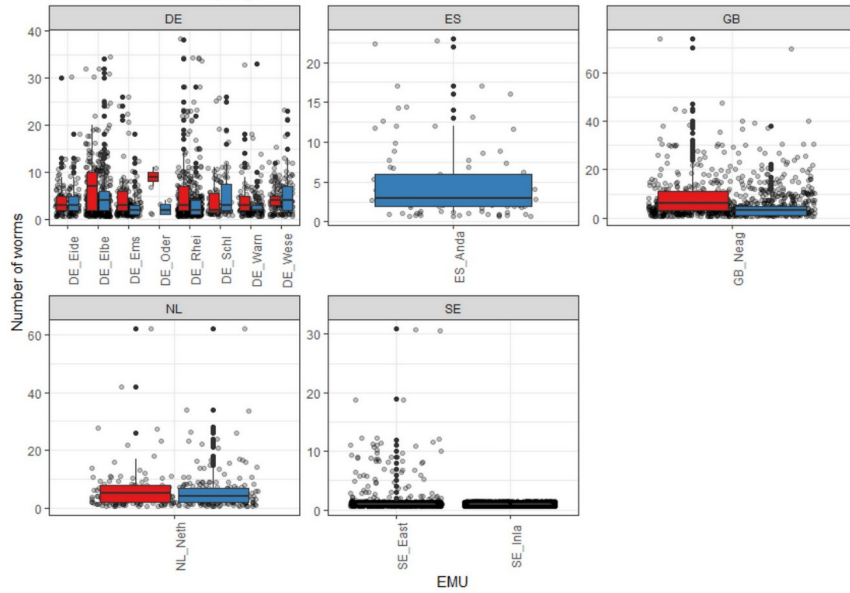 DE
ES
GB
Number of worms
40
30
20
10
0
20
15
10
5
0
60
40
20
0
DE_Eide
DE_Elbe
DE_Ems
DE_Oder
DE_Rhei
DE_Schl
DE_Warn
DE_Wese
ES_Anda
GB_Neag
NL
SE
60
40
20
0
30
20
10
0
NL_Neth
SE_East
SE_Inla
EMU